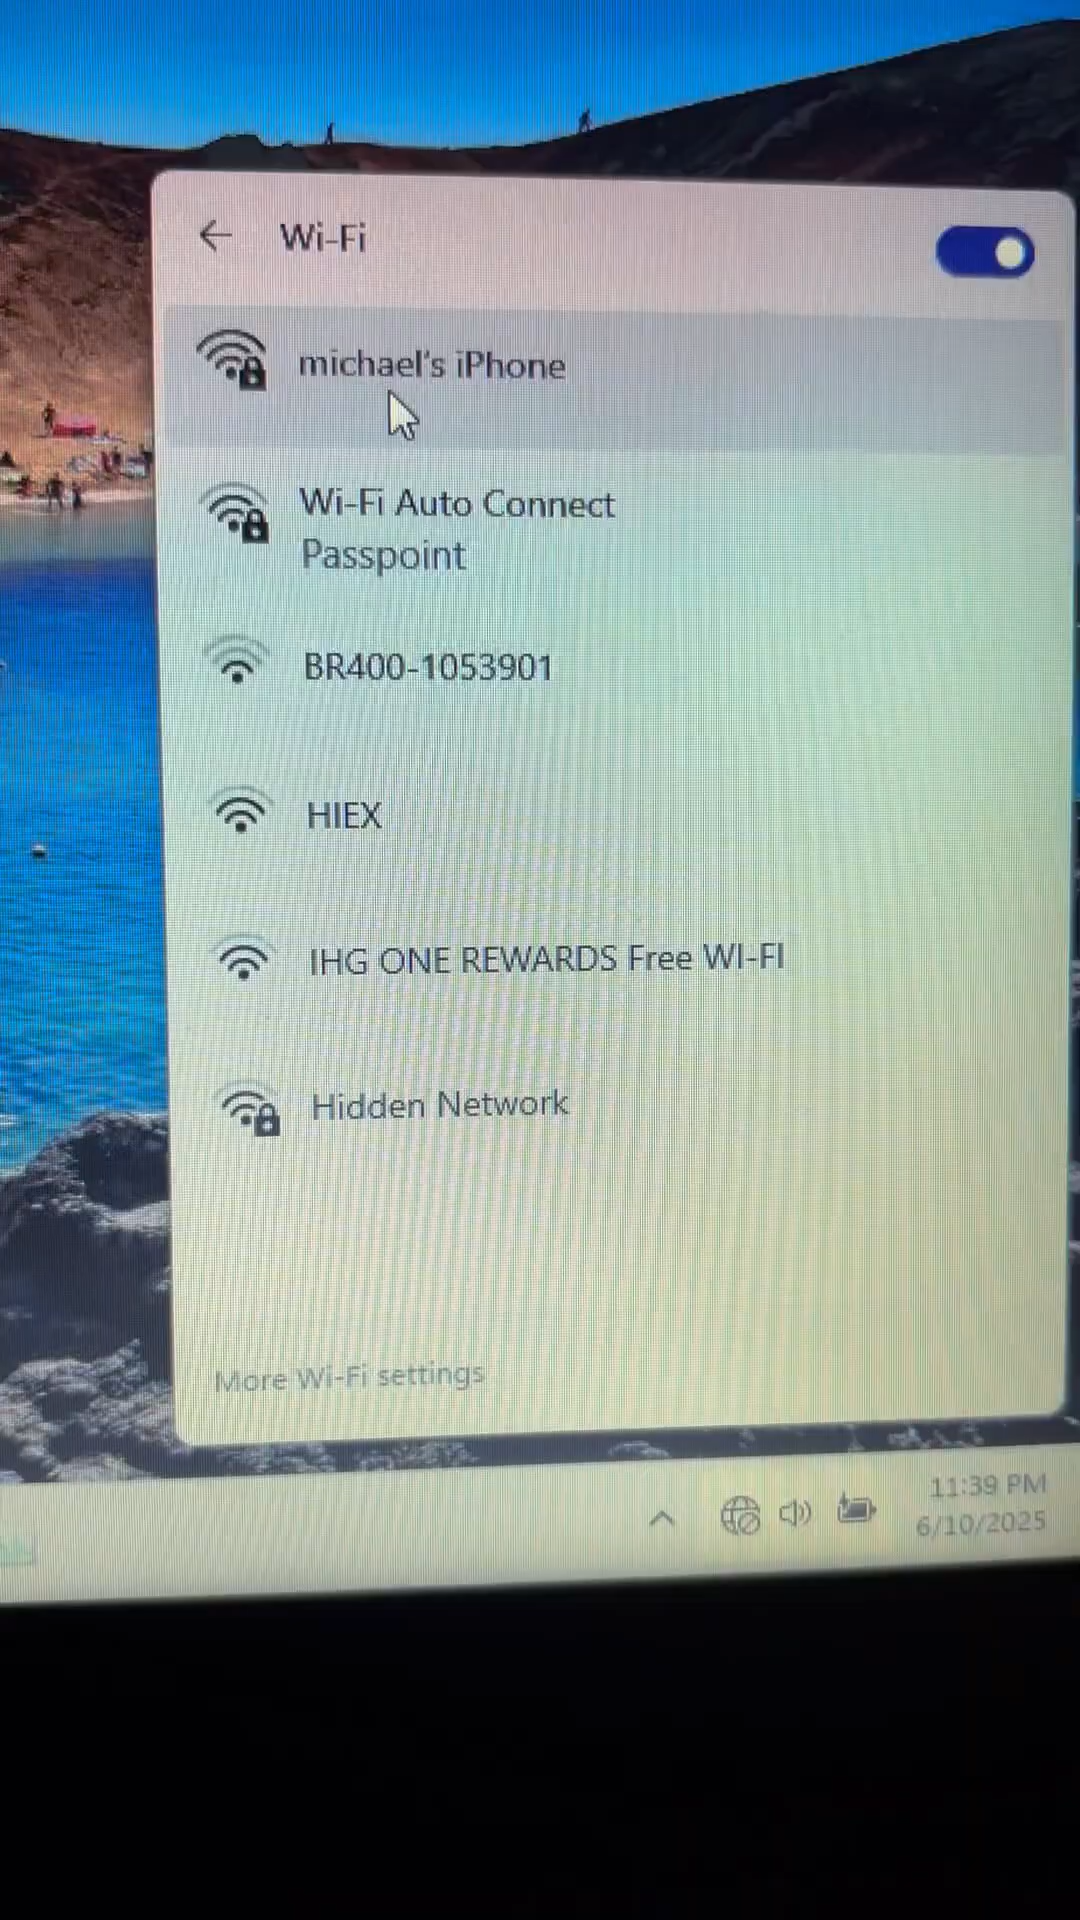 Wi-Fi
michael's iPhone
Wi-Fi Auto Connect
Passpoint
BR400-1053901
HIEX
IHG ONE REWARDS Free WI-FI
Hidden Network
More Wi-Fi settings
11:39 PM
6/10/2025